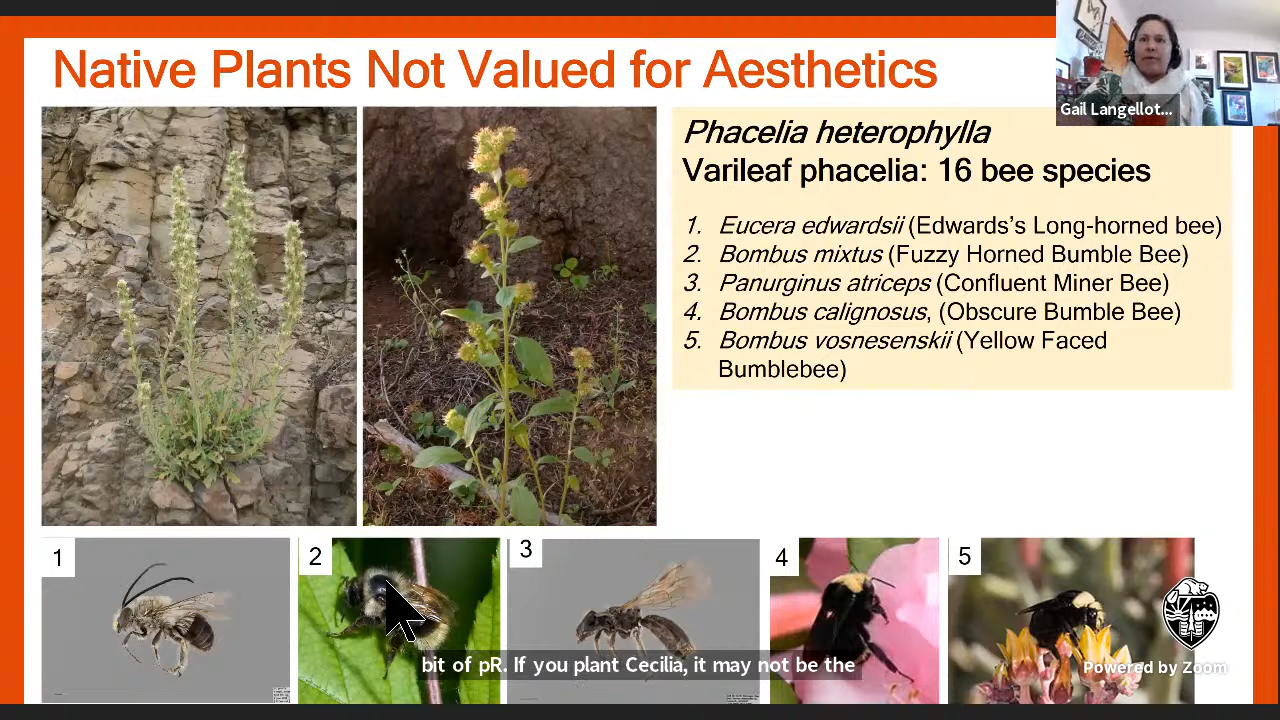 Native Plants Not Valued for Aesthetics
Gail Langellot...
Phacelia heterophylla
Varileaf phacelia: 16 bee species
1. Eucera edwardsii (Edwards's Long-horned bee)
2. Bombus mixtus (Fuzzy Horned Bumble Bee)
3. Panurginus atriceps (Confluent Miner Bee)
4. Bombus calignosus, (Obscure Bumble Bee)
5. Bombus vosnesenskii (Yellow Faced
Bumblebee)
1
2
3
4
5
bit of pR. If you plant Cecilia, it may not be the
Powered by Zoom